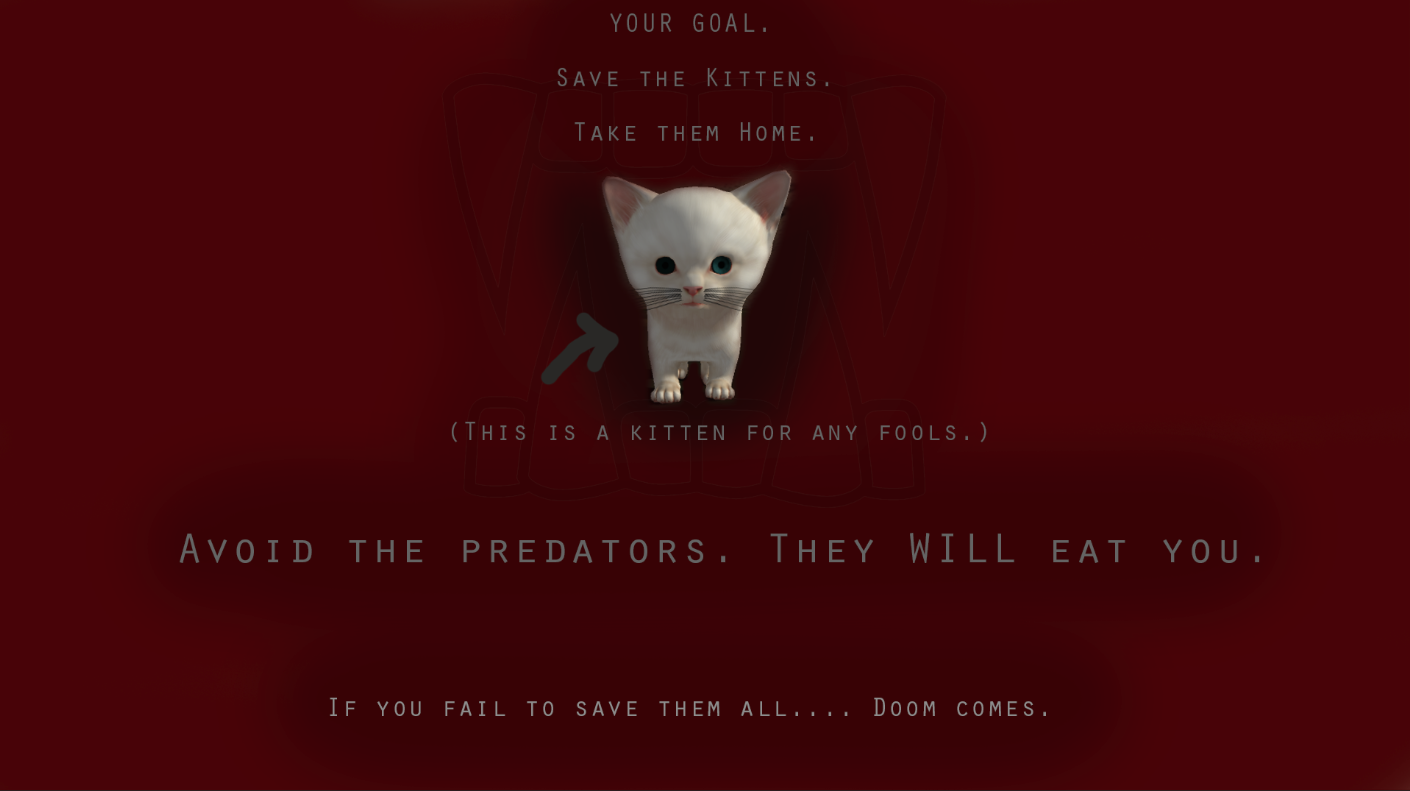 YOUR GOAL.
Save the Kittens.
Take them Home.
(This is a kitten for any fools.)
Avoid the predators. They WILL eat you.
If you fail to save them all.... Doom comes.